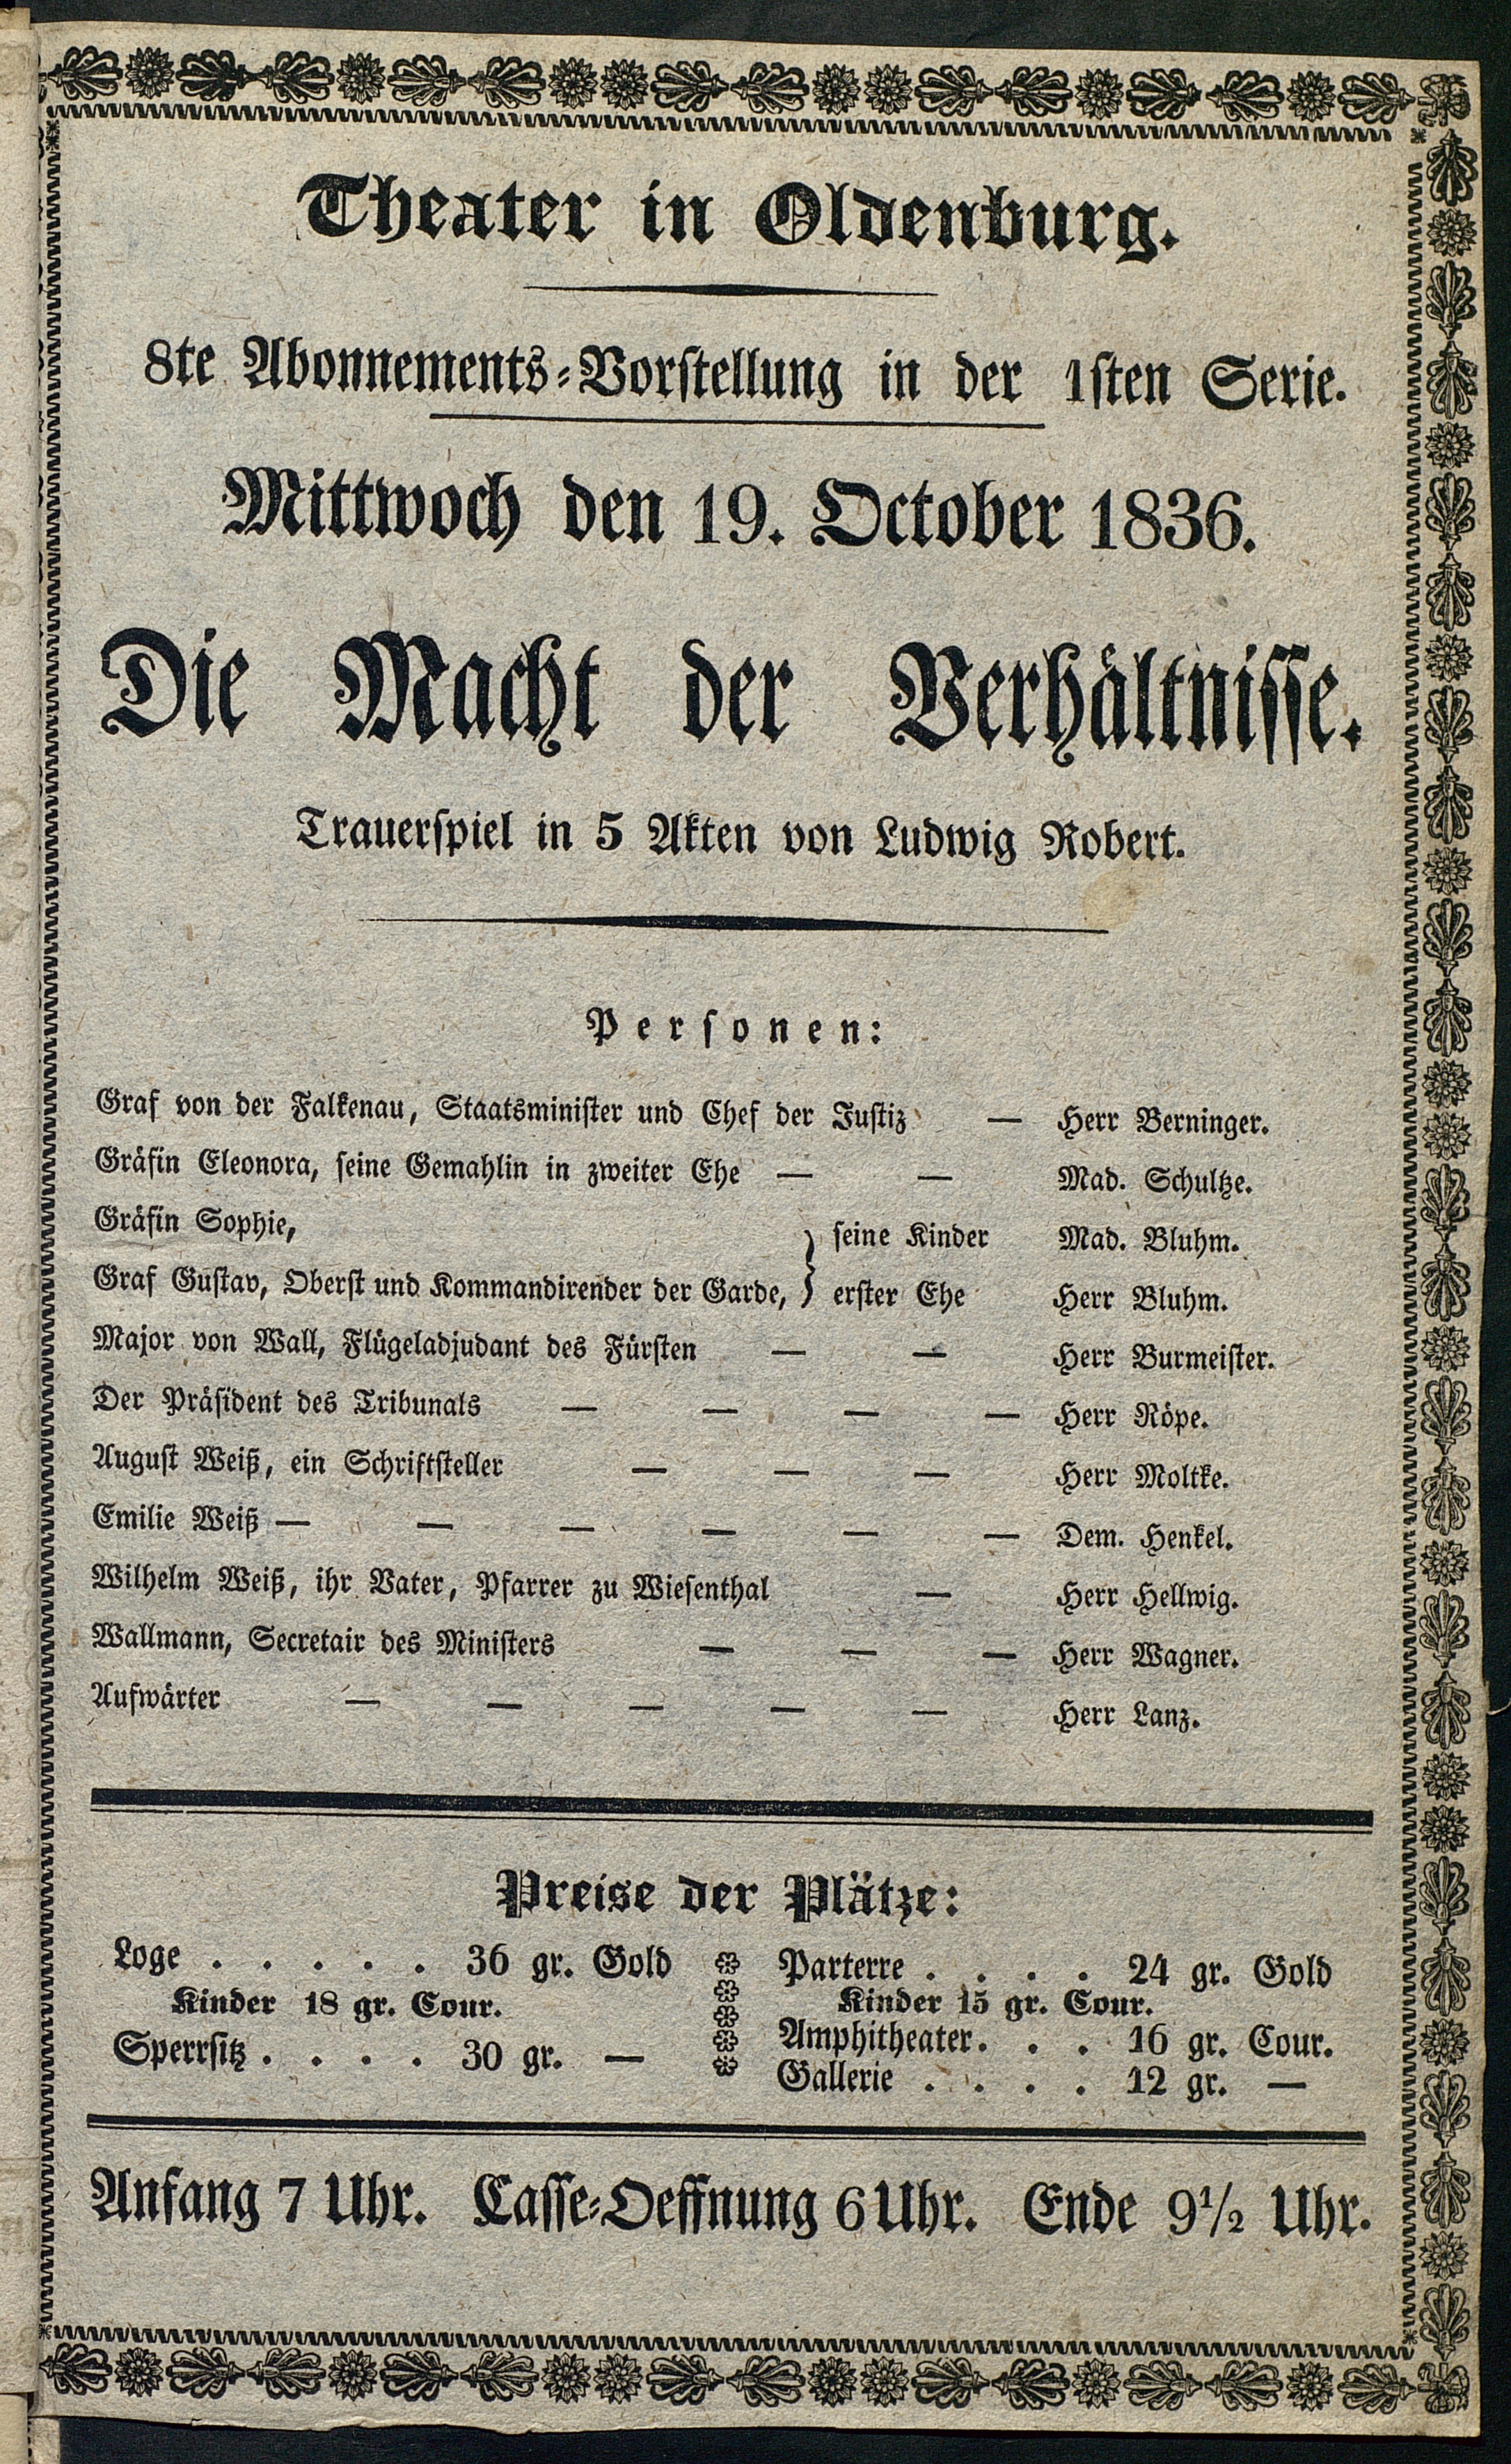 Theater in Oldenburg.
8te Abonnements-Vorstellung in der 1sten Serie.
Mittwoch den 19. October 1836.
Die Macht der Verhältnisse.
Trauerspiel in 5 Akten von Ludwig Robert.
Personen:
Graf von der Falkenau, Staatsminister und Chef der Justiz — Herr Berninger.
Gräfin Eleonora, seine Gemahlin in zweiter Ehe — — Mad. Schultze.
Gräfin Sophie, } seine Kinder Mad. Bluhm.
Graf Gustav, Oberst und Kommandirender der Garde, } erster Ehe Herr Bluhm.
Major von Wall, Flügeladjudant des Fürsten — — Herr Burmeister.
Der Präsident des Tribunals — — — — Herr Röpe.
August Weiß, ein Schriftsteller — — — Herr Moltke.
Emilie Weiß — — — — — — Dem. Henkel.
Wilhelm Weiß, ihr Vater, Pfarrer zu Wiesenthal — Herr Hellwig.
Wallmann, Secretair des Ministers — — — Herr Wagner.
Aufwärter — — — — — Herr Lanz.
Preise der Plätze:
Loge . . . . . 36 gr. Gold
Kinder 18 gr. Cour.
Sperrsitz . . . . 30 gr. —
Parterre . . . . 24 gr. Gold
Kinder 15 gr. Cour.
Amphitheater. . . 16 gr. Cour.
Gallerie . . . . 12 gr. —
Anfang 7 Uhr. Casse-Oeffnung 6 Uhr. Ende 9½ Uhr.